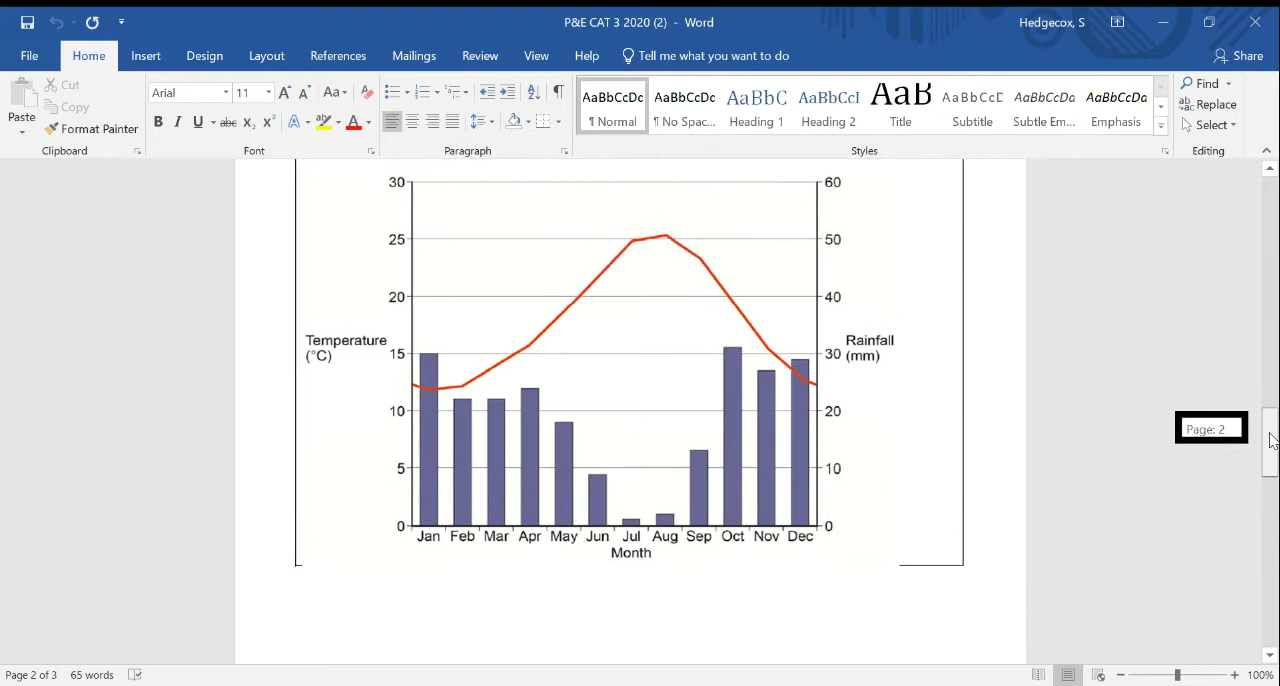 P&E CAT 3 2020 (2) - Word
Hedgecox, S
File Home Insert Design Layout References Mailings Review View Help Tell me what you want to do Share
Paste
Cut
Copy
Format Painter
Clipboard
Arial 11
Font
Paragraph
AaBbCcDc
¶ Normal
AaBbCcDc
¶ No Spac...
AaBbC
Heading 1
AaBbCcI
Heading 2
AaB
Title
AaBbCcD
Subtitle
AaBbCcDa
Subtle Em...
AaBbCcDa
Emphasis
Styles
Find
Replace
Select
Editing
30 60
25 50
20 40
Temperature
(°C)
15 30
Rainfall
(mm)
10 20
5 10
0 0
Jan Feb Mar Apr May Jun Jul Aug Sep Oct Nov Dec
Month
Page: 2
Page 2 of 3 65 words 100%